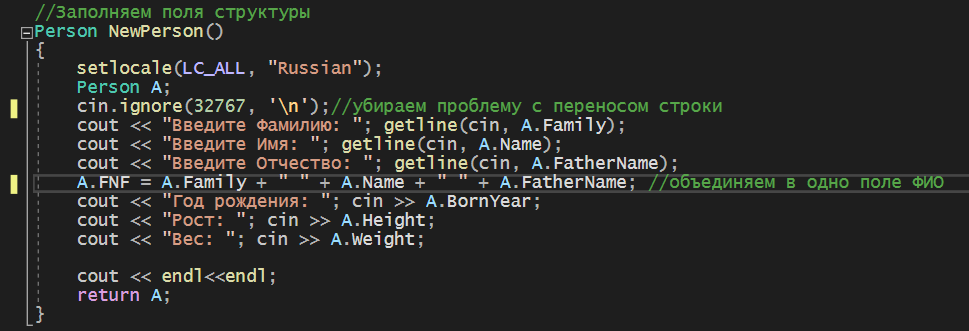 //Заполняем поля структуры
Person NewPerson()
{
setlocale(LC_ALL, "Russian");
Person A;
cin.ignore(32767, '\n');//убираем проблему с переносом строки
cout << "Введите Фамилию: "; getline(cin, A.Family);
cout << "Введите Имя: "; getline(cin, A.Name);
cout << "Введите Отчество: "; getline(cin, A.FatherName);
A.FNF = A.Family + " " + A.Name + " " + A.FatherName; //объединяем в одно поле ФИО
cout << "Год рождения: "; cin >> A.BornYear;
cout << "Рост: "; cin >> A.Height;
cout << "Вес: "; cin >> A.Weight;
cout << endl<<endl;
return A;
}